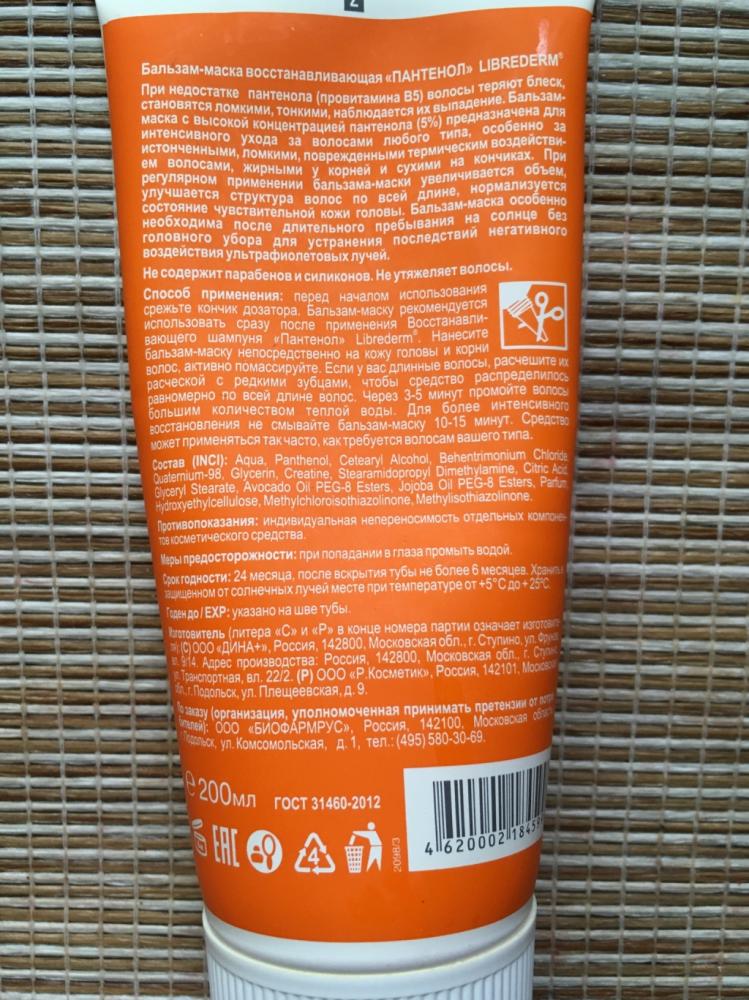 Бальзам-маска восстанавливающая «ПАНТЕНОЛ» LIBREDERM®
При недостатке пантенола (провитамина В5) волосы теряют блеск,
становятся ломкими, тонкими, наблюдается их выпадение. Бальзам-
маска с высокой концентрацией пантенола (5%) предназначена для
интенсивного ухода за волосами любого типа, особенно за
истонченными, ломкими, поврежденными термическим воздействи-
ем волосами, жирными у корней и сухими на кончиках. При
регулярном применении бальзама-маски увеличивается объем,
улучшается структура волос по всей длине, нормализуется
состояние чувствительной кожи головы. Бальзам-маска особенно
необходима после длительного пребывания на солнце без
головного убора для устранения последствий негативного
воздействия ультрафиолетовых лучей.
Не содержит парабенов и силиконов. Не утяжеляет волосы.
Способ применения: перед началом использования
срежьте кончик дозатора. Бальзам-маску рекомендуется
использовать сразу после применения Восстанавли-
вающего шампуня «Пантенол» Librederm®. Нанесите
бальзам-маску непосредственно на кожу головы и корни
волос, активно помассируйте. Если у вас длинные волосы, расчешите их
расческой с редкими зубцами, чтобы средство распределилось
равномерно по всей длине волос. Через 3-5 минут промойте волосы
большим количеством теплой воды. Для более интенсивного
восстановления не смывайте бальзам-маску 10-15 минут. Средство
может применяться так часто, как требуется волосам вашего типа.
Состав (INCI): Aqua, Panthenol, Cetearyl Alcohol, Behentrimonium Chloride,
Quaternium-98, Glycerin, Creatine, Stearamidopropyl Dimethylamine, Citric Acid,
Glyceryl Stearate, Avocado Oil PEG-8 Esters, Jojoba Oil PEG-8 Esters, Parfum,
Hydroxyethylcellulose, Methylchloroisothiazolinone, Methylisothiazolinone.
Противопоказания: индивидуальная непереносимость отдельных компонен-
тов косметического средства.
Меры предосторожности: при попадании в глаза промыть водой.
Срок годности: 24 месяца, после вскрытия тубы не более 6 месяцев. Хранить в
защищенном от солнечных лучей месте при температуре от +5°C до +25°C.
Годен до / EXP: указано на шве тубы.
Изготовитель (литера «С» и «Р» в конце номера партии означает изготовите-
ля): (С) ООО «ДИНА+», Россия, 142800, Московская обл., г. Ступино, ул. Фрунзе,
вл. 9/14. Адрес производства: Россия, 142800, Московская обл., г. Ступино,
ул. Транспортная, вл. 22/2. (Р) ООО «Р.Косметик», Россия, 142101, Московская
обл., г. Подольск, ул. Плещеевская, д. 9.
По заказу (организация, уполномоченная принимать претензии от потре-
бителей): ООО «БИОФАРМРУС», Россия, 142100, Московская область,
Подольск, ул. Комсомольская, д. 1, тел.: (495) 580-30-69.
℮ 200мл ГОСТ 31460-2012
EAC
4
2098/3
4 620002 1845